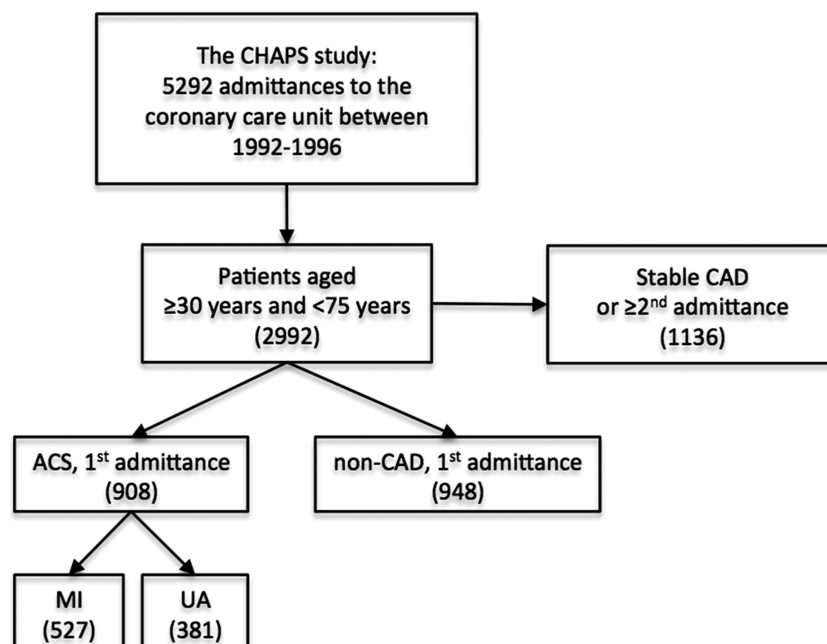 The CHAPS study:
5292 admittances to the
coronary care unit between
1992-1996
Patients aged
≥30 years and <75 years
(2992)
Stable CAD
or ≥2nd admittance
(1136)
ACS, 1st admittance
(908)
non-CAD, 1st admittance
(948)
MI
(527)
UA
(381)